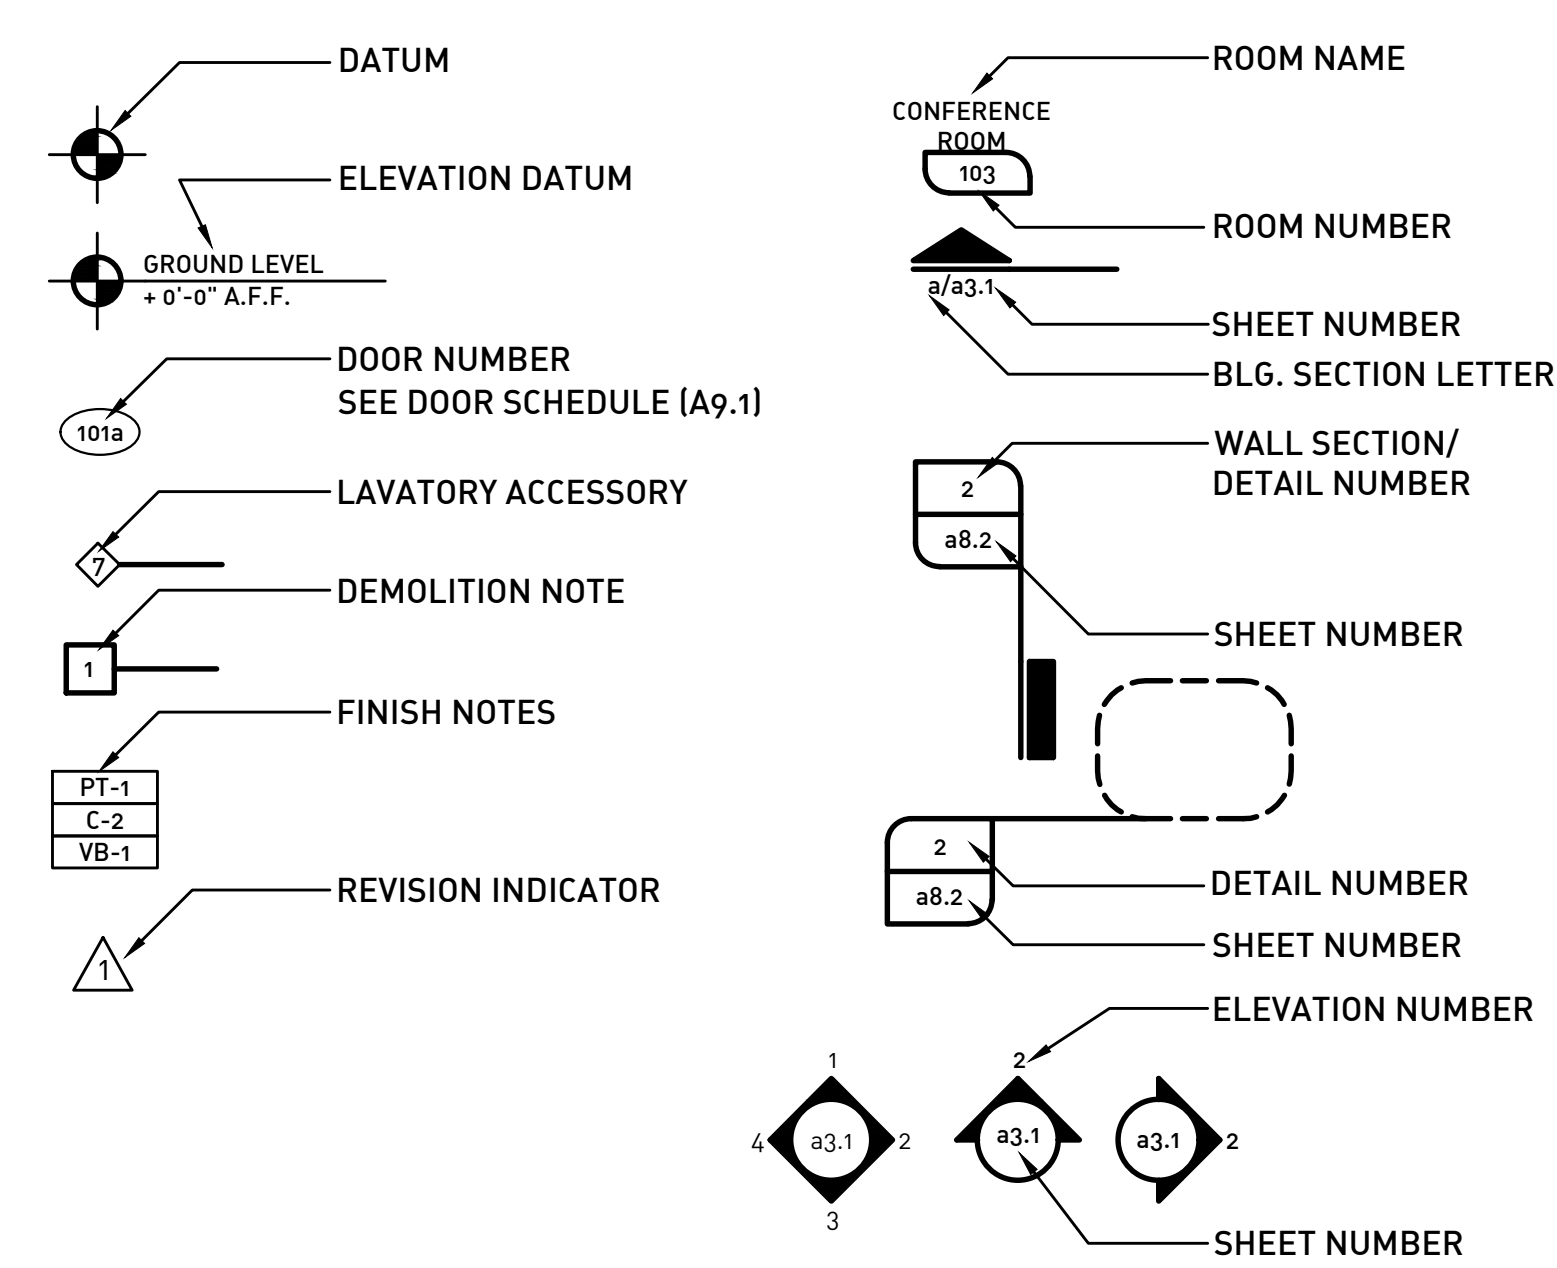 DATUM
ELEVATION DATUM
GROUND LEVEL
+ 0'-0" A.F.F.
DOOR NUMBER
SEE DOOR SCHEDULE (A9.1)
101a
LAVATORY ACCESSORY
7
DEMOLITION NOTE
1
FINISH NOTES
PT-1
C-2
VB-1
REVISION INDICATOR
1
ROOM NAME
CONFERENCE
ROOM
103
ROOM NUMBER
a/a3.1
SHEET NUMBER
BLG. SECTION LETTER
WALL SECTION/
DETAIL NUMBER
2
a8.2
SHEET NUMBER
2
DETAIL NUMBER
a8.2
SHEET NUMBER
ELEVATION NUMBER
1
4
a3.1
2
3
2
a3.1
a3.1
2
SHEET NUMBER